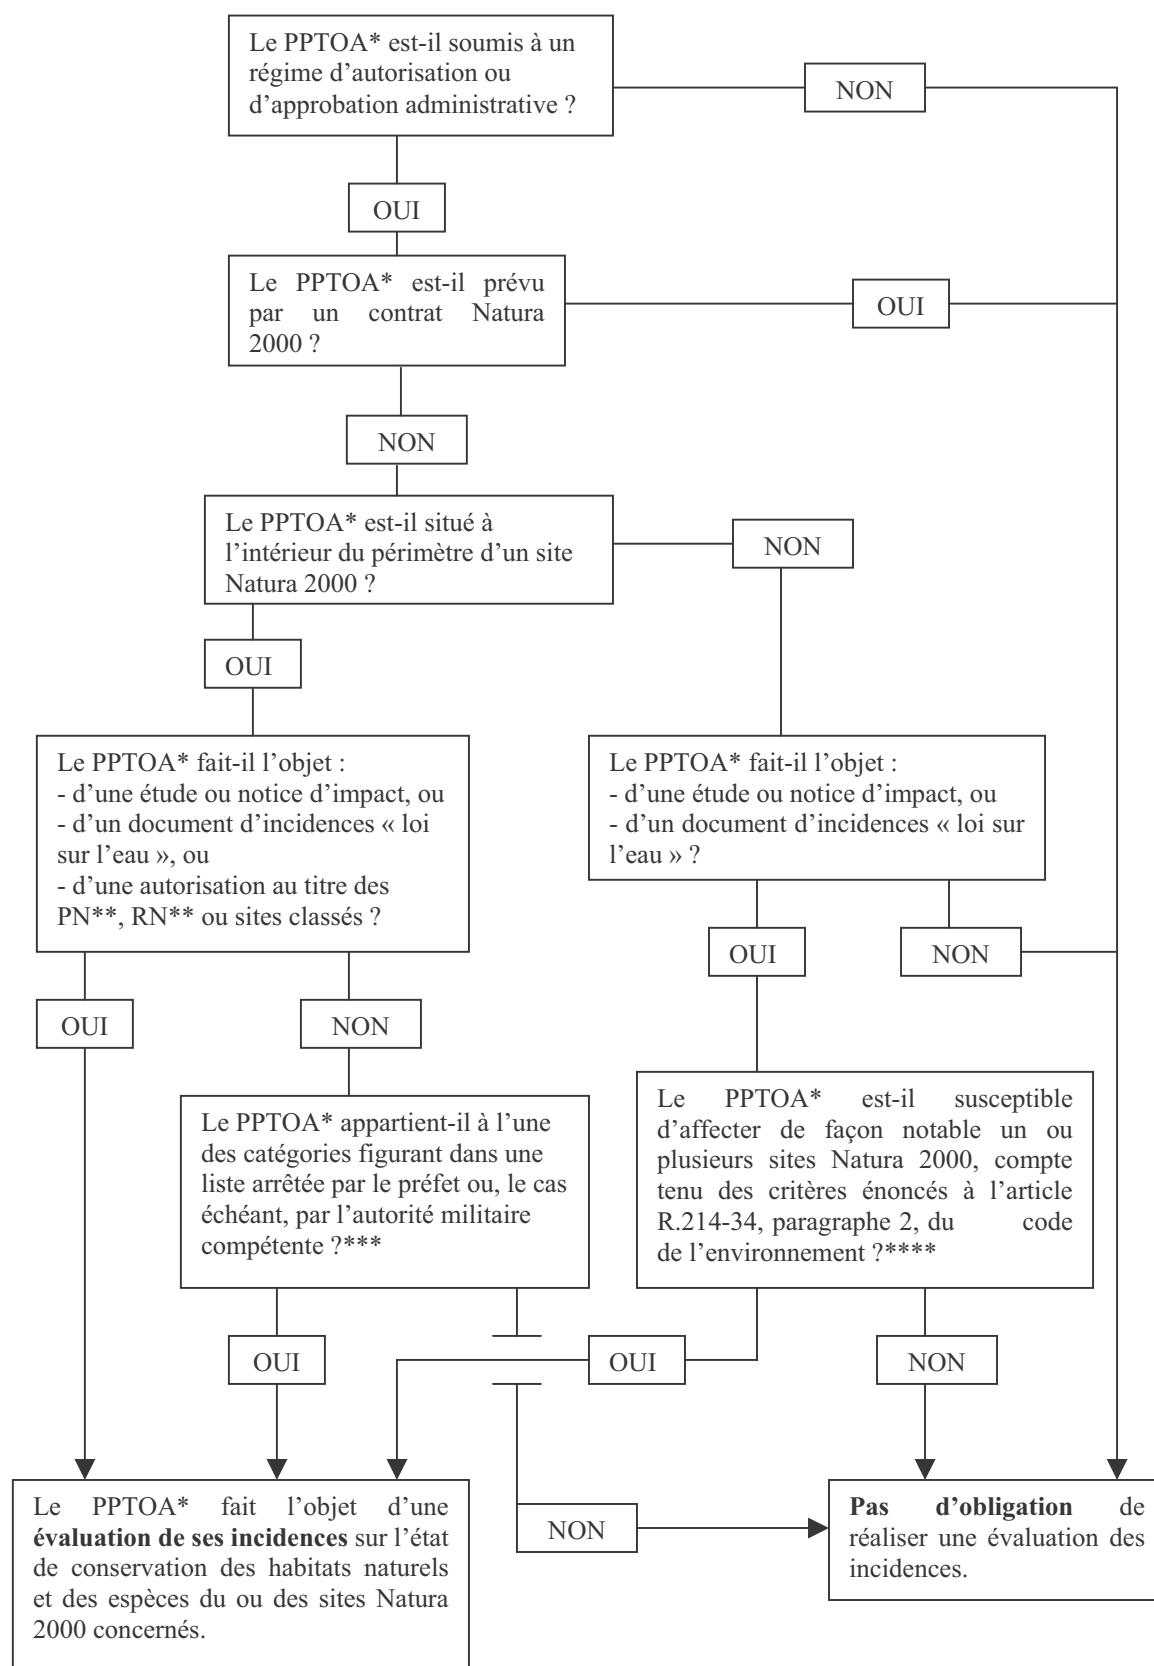 Le PPTOA* est-il soumis à un
régime d’autorisation ou
d’approbation administrative ?
NON
OUI
Le PPTOA* est-il prévu
par un contrat Natura
2000 ?
OUI
NON
Le PPTOA* est-il situé à
l’intérieur du périmètre d’un site
Natura 2000 ?
NON
OUI
Le PPTOA* fait-il l’objet :
- d’une étude ou notice d’impact, ou
- d’un document d’incidences « loi
sur l’eau », ou
- d’une autorisation au titre des
PN**, RN** ou sites classés ?
Le PPTOA* fait-il l’objet :
- d’une étude ou notice d’impact, ou
- d’un document d’incidences « loi sur
l’eau » ?
OUI
NON
OUI
NON
Le PPTOA* appartient-il à l’une
des catégories figurant dans une
liste arrêtée par le préfet ou, le cas
échéant, par l’autorité militaire
compétente ?***
Le PPTOA* est-il susceptible
d’affecter de façon notable un ou
plusieurs sites Natura 2000, compte
tenu des critères énoncés à l’article
R.214-34, paragraphe 2, du code
de l’environnement ?****
OUI
OUI
NON
Le PPTOA* fait l’objet d’une
évaluation de ses incidences sur l’état
de conservation des habitats naturels
et des espèces du ou des sites Natura
2000 concernés.
NON
Pas d’obligation de
réaliser une évaluation des
incidences.